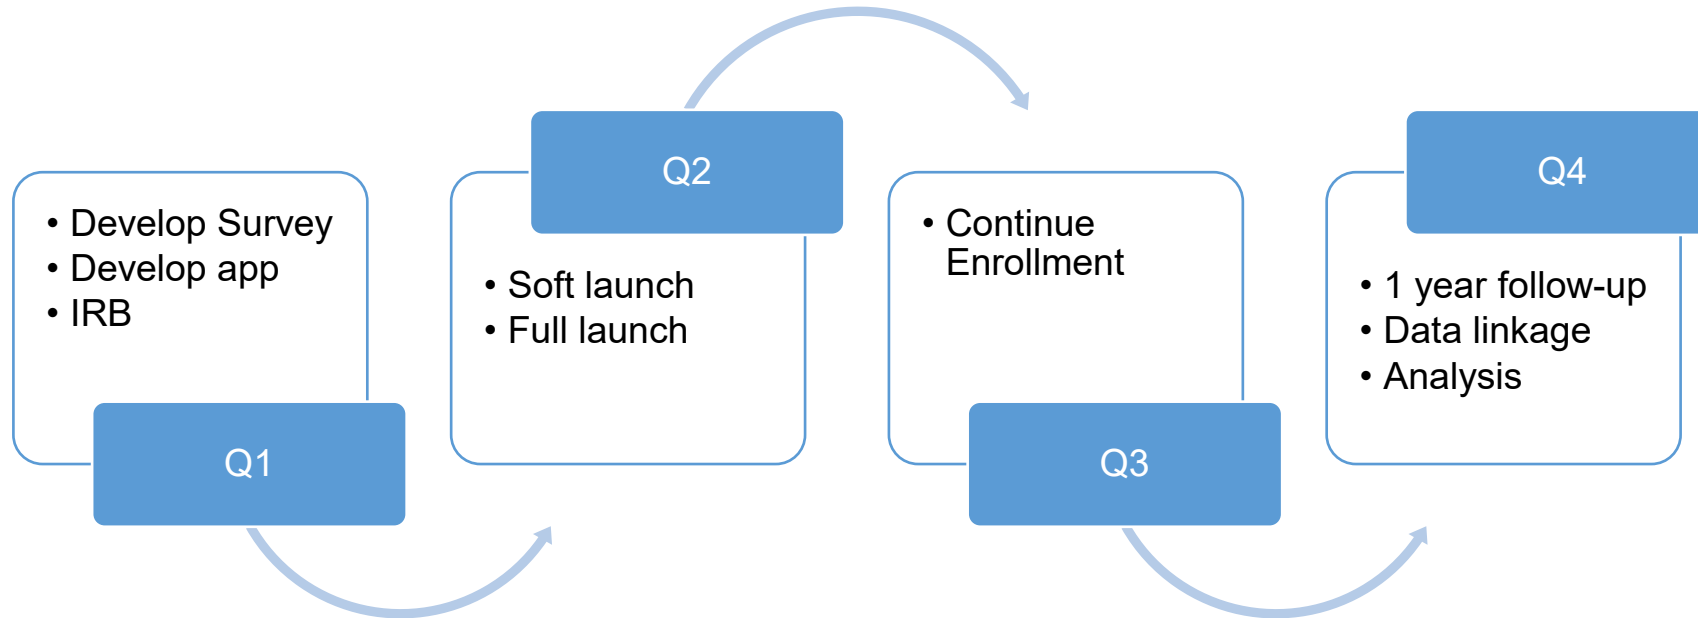 • Develop Survey
• Develop app
• IRB
Q1
Q2
• Soft launch
• Full launch
• Continue
Enrollment
Q3
Q4
• 1 year follow-up
• Data linkage
• Analysis